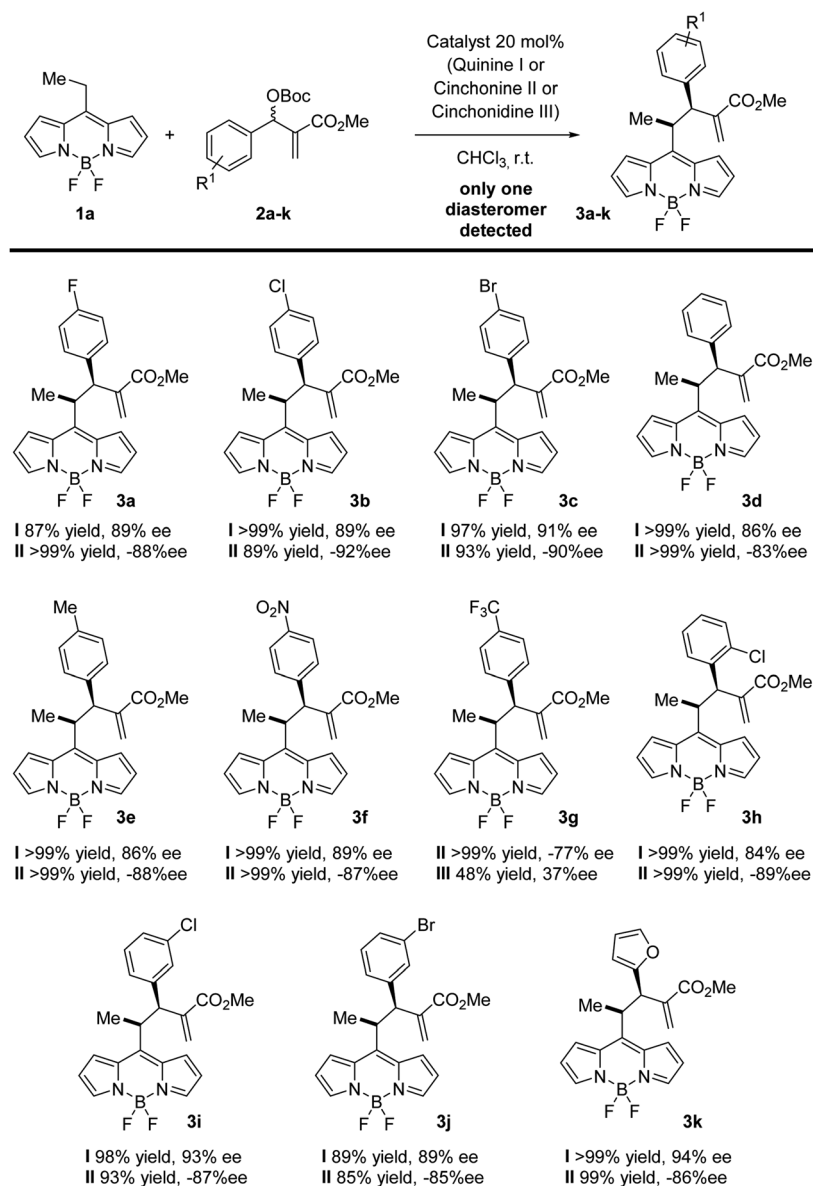 Me
N
N
B
F F
1a
+
OBoc
CO₂Me
R¹
2a-k
Catalyst 20 mol%
(Quinine I or
Cinchonine II or
Cinchonidine III)
CHCl₃, r.t.
only one
diasteromer
detected
R¹
CO₂Me
Me
N
N
B
F F
3a-k
F
CO₂Me
Me
N
N
B
F F
3a
I 87% yield, 89% ee
II >99% yield, -88%ee
Cl
CO₂Me
Me
N
N
B
F F
3b
I >99% yield, 89% ee
II 89% yield, -92%ee
Br
CO₂Me
Me
N
N
B
F F
3c
I 97% yield, 91% ee
II 93% yield, -90%ee
CO₂Me
Me
N
N
B
F F
3d
I >99% yield, 86% ee
II >99% yield, -83%ee
Me
CO₂Me
Me
N
N
B
F F
3e
I >99% yield, 86% ee
II >99% yield, -88%ee
O₂N
CO₂Me
Me
N
N
B
F F
3f
I >99% yield, 89% ee
II >99% yield, -87%ee
F₃C
CO₂Me
Me
N
N
B
F F
3g
II >99% yield, -77% ee
III 48% yield, 37%ee
Cl
CO₂Me
Me
N
N
B
F F
3h
I >99% yield, 84% ee
II >99% yield, -89%ee
Cl
CO₂Me
Me
N
N
B
F F
3i
I 98% yield, 93% ee
II 93% yield, -87%ee
Br
CO₂Me
Me
N
N
B
F F
3j
I 89% yield, 89% ee
II 85% yield, -85%ee
O
CO₂Me
Me
N
N
B
F F
3k
I >99% yield, 94% ee
II 99% yield, -86%ee